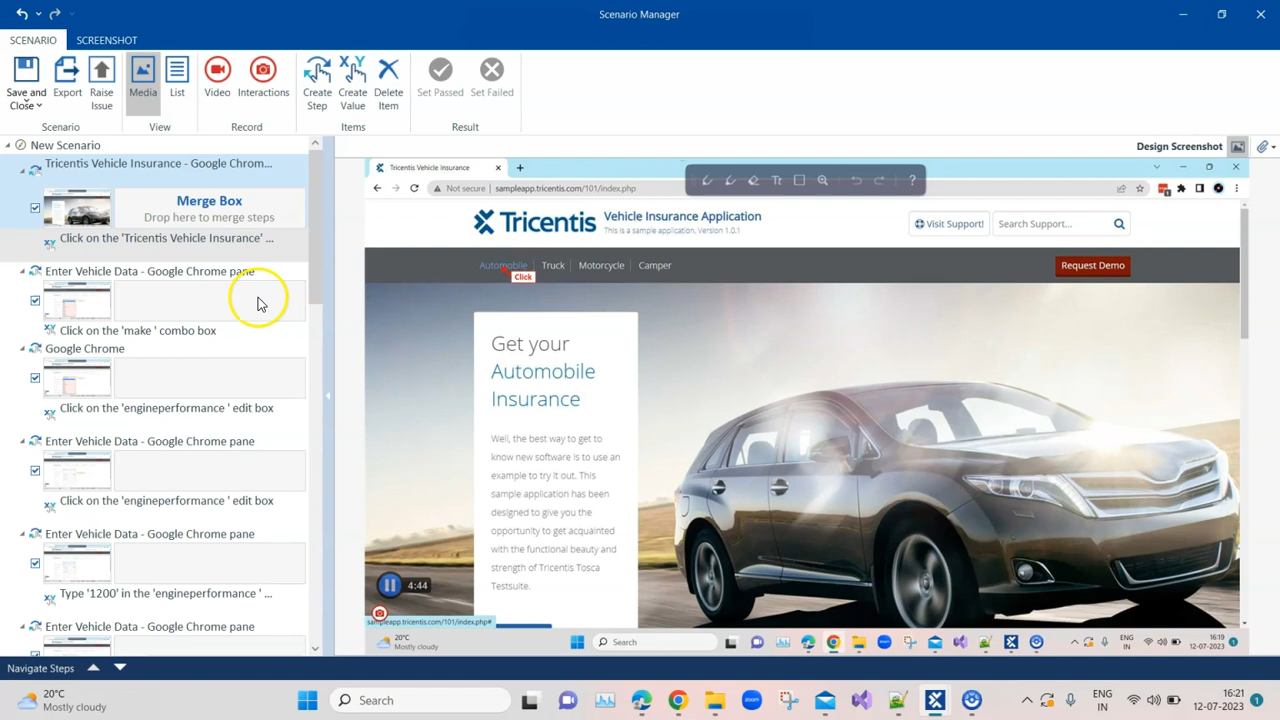 Scenario Manager
SCENARIO
SCREENSHOT
Save and
Close
Export
Raise
Issue
Media
List
Video
Interactions
Create
Step
Create
Value
Delete
Item
Set Passed
Set Failed
Scenario
View
Record
Items
Result
New Scenario
Tricentis Vehicle Insurance - Google Chrom...
Merge Box
Drop here to merge steps
Click on the 'Tricentis Vehicle Insurance' ...
Enter Vehicle Data - Google Chrome pane
Click on the 'make ' combo box
Google Chrome
Click on the 'engineperformance ' edit box
Enter Vehicle Data - Google Chrome pane
Click on the 'engineperformance ' edit box
Enter Vehicle Data - Google Chrome pane
Type '1200' in the 'engineperformance ' ...
Enter Vehicle Data - Google Chrome pane
Design Screenshot
Tricentis Vehicle Insurance
Not secure | sampleapp.tricentis.com/101/index.php
Tt
?
Tricentis
Vehicle Insurance Application
This is a sample application, Version 1.0.1
Visit Support!
Search Support...
Automobile
Truck
Motorcycle
Camper
Request Demo
Click
Get your
Automobile
Insurance
Well, the best way to get to
know new software is to use an
example to try it out. This
sample application has been
designed to give you the
opportunity to get acquainted
with the functional beauty and
strength of Tricentis Tosca
Testsuite.
4:44
sampleapp.tricentis.com/101/index.php#
20°C
Mostly cloudy
Search
ENG
IN
16:19
12-07-2023
Navigate Steps
20°C
Mostly cloudy
Search
zoom
ENG
IN
16:21
12-07-2023